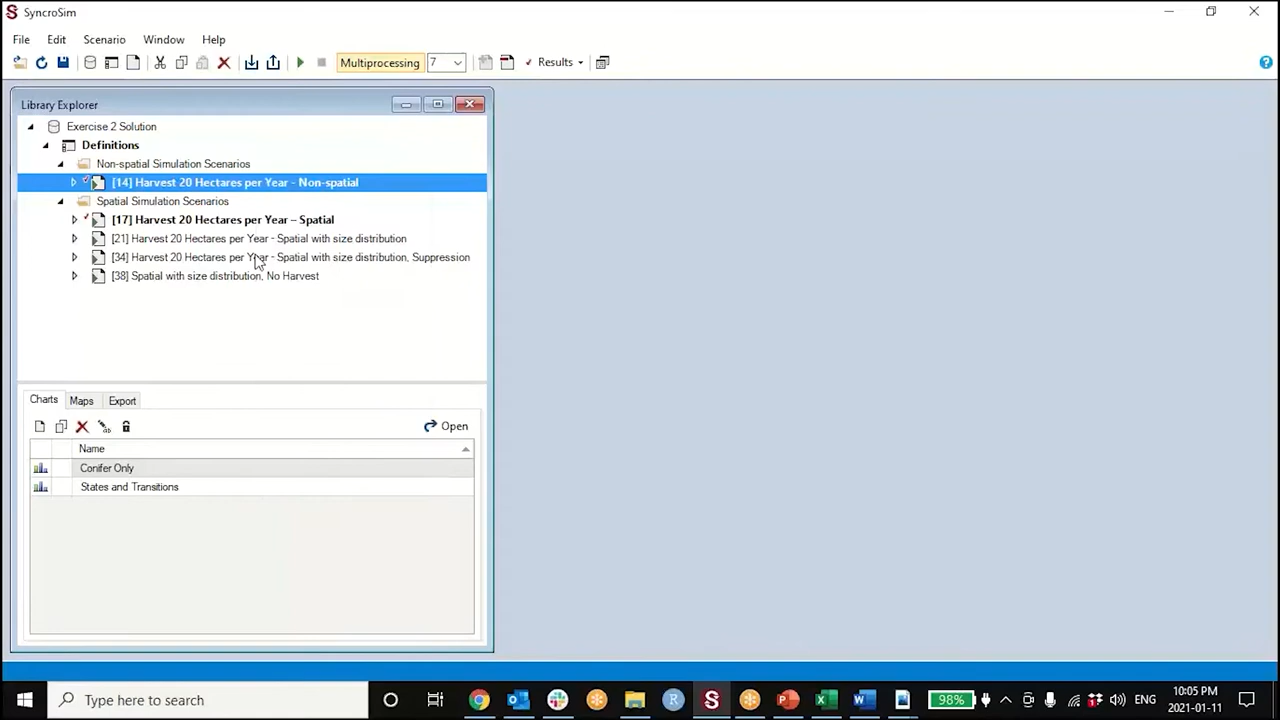 SyncroSim
File Edit Scenario Window Help
Multiprocessing 7 Results
Library Explorer
Exercise 2 Solution
Definitions
Non-spatial Simulation Scenarios
[14] Harvest 20 Hectares per Year - Non-spatial
Spatial Simulation Scenarios
[17] Harvest 20 Hectares per Year – Spatial
[21] Harvest 20 Hectares per Year - Spatial with size distribution
[34] Harvest 20 Hectares per Year - Spatial with size distribution, Suppression
[38] Spatial with size distribution, No Harvest
Charts Maps Export
Open
Name
Conifer Only
States and Transitions
Type here to search
98%
ENG
10:05 PM
2021-01-11